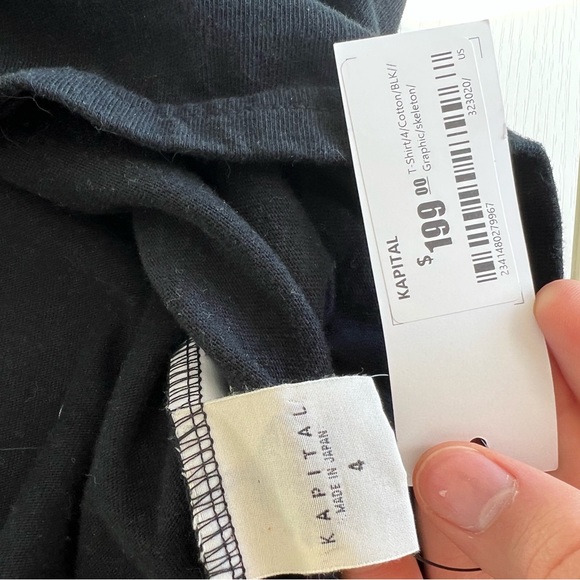 KAPITAL
$199.00
T-Shirt/4/Cotton/BLK//
Graphic/skeleton/
2341480279967
323020/
US
KAPITAL
MADE IN JAPAN
4